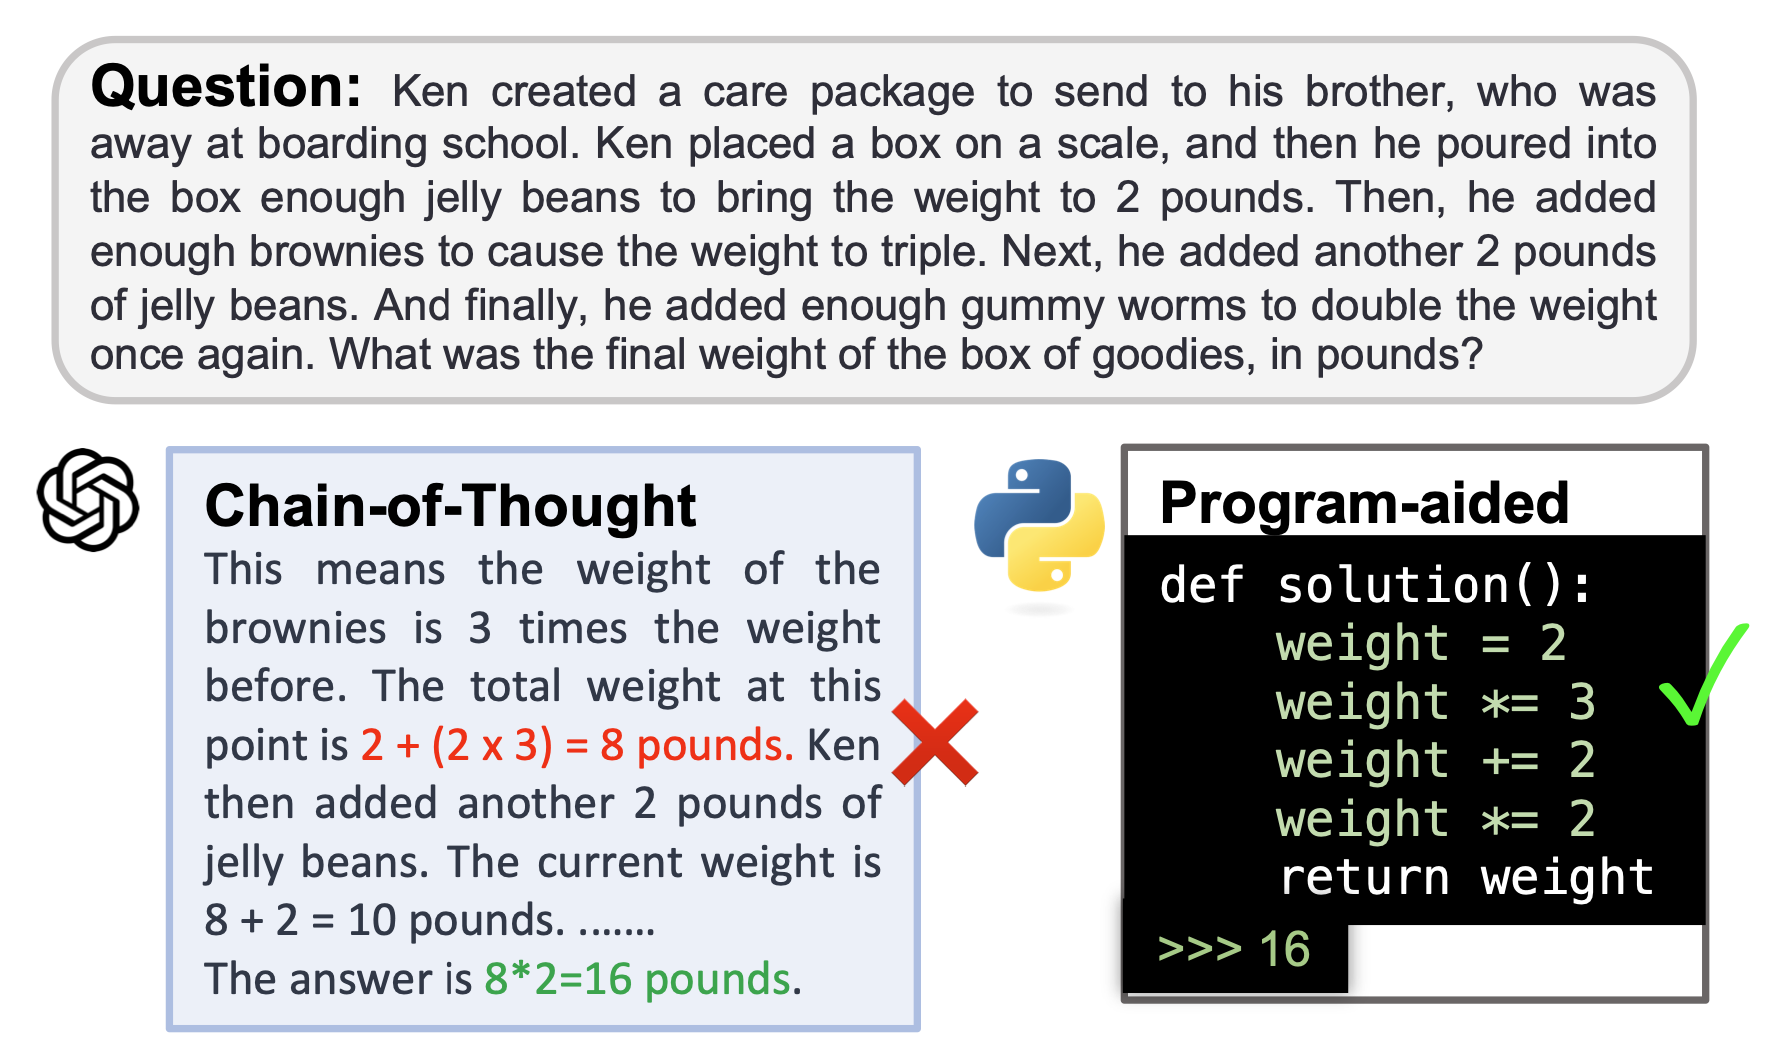 Question: Ken created a care package to send to his brother, who was
away at boarding school. Ken placed a box on a scale, and then he poured into
the box enough jelly beans to bring the weight to 2 pounds. Then, he added
enough brownies to cause the weight to triple. Next, he added another 2 pounds
of jelly beans. And finally, he added enough gummy worms to double the weight
once again. What was the final weight of the box of goodies, in pounds?
Chain-of-Thought
This means the weight of the
brownies is 3 times the weight
before. The total weight at this
point is 2 + (2 x 3) = 8 pounds. Ken
then added another 2 pounds of
jelly beans. The current weight is
8 + 2 = 10 pounds. .......
The answer is 8*2=16 pounds.
Program-aided
def solution():
    weight = 2
    weight *= 3
    weight += 2
    weight *= 2
    return weight
>>> 16